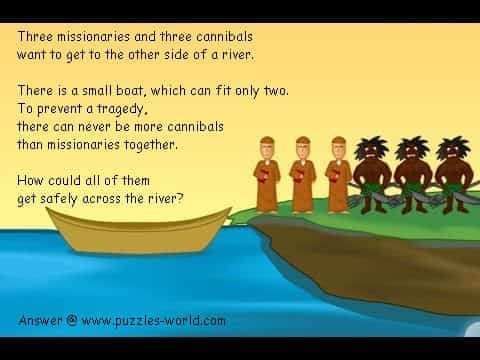 Three missionaries and three cannibals
want to get to the other side of a river.
There is a small boat, which can fit only two.
To prevent a tragedy,
there can never be more cannibals
than missionaries together.
How could all of them
get safely across the river?
Answer @ www.puzzles-world.com